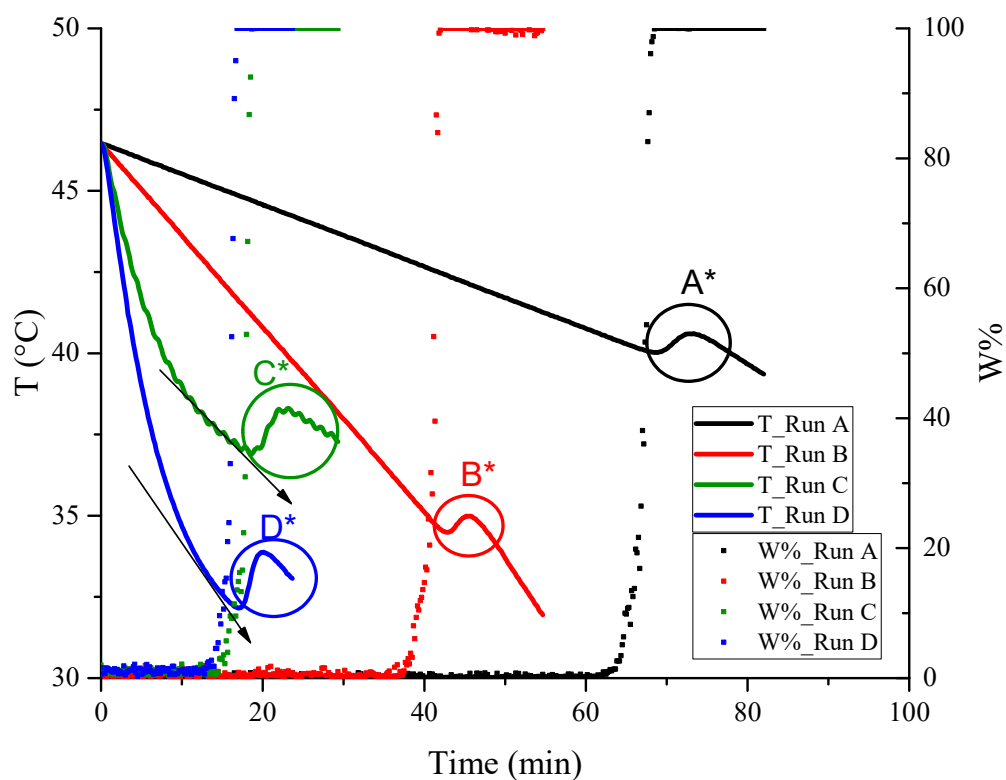 50
45
40
35
30
T (°C)
0
20
40
60
80
100
Time (min)
100
80
60
40
20
0
W%
A*
B*
C*
D*
T_Run A
T_Run B
T_Run C
T_Run D
W%_Run A
W%_Run B
W%_Run C
W%_Run D